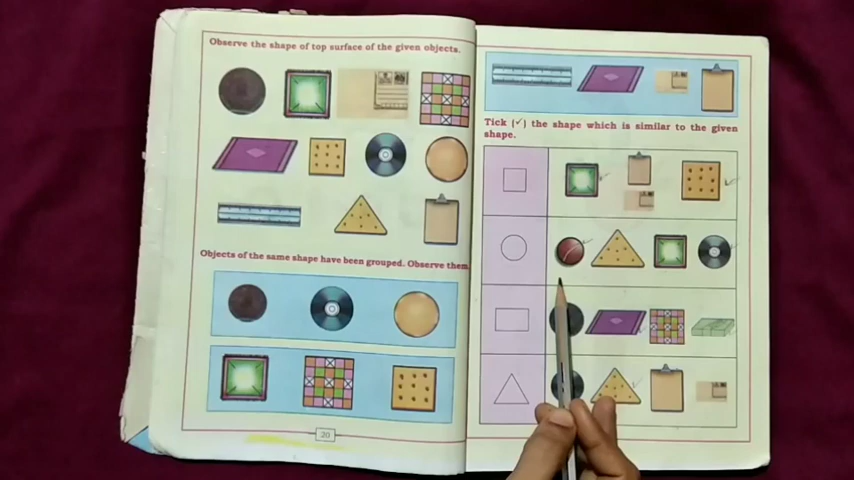 Observe the shape of top surface of the given objects.
Objects of the same shape have been grouped. Observe them.
20
Tick (✓) the shape which is similar to the given
shape.